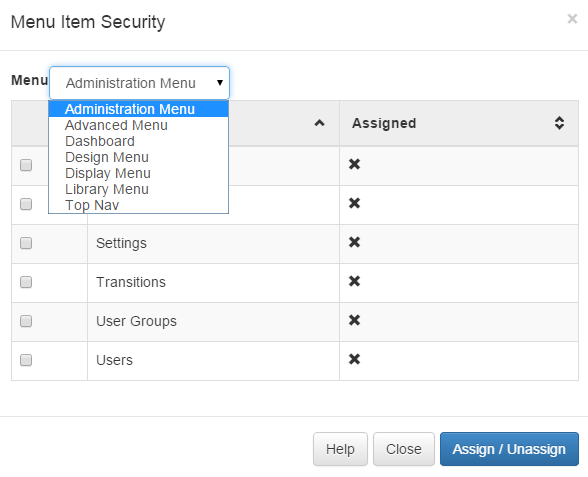 Menu Item Security
×
Menu Administration Menu
Administration Menu
Advanced Menu
Dashboard
Design Menu
Display Menu
Library Menu
Top Nav
Assigned
Settings
Transitions
User Groups
Users
Help Close Assign / Unassign